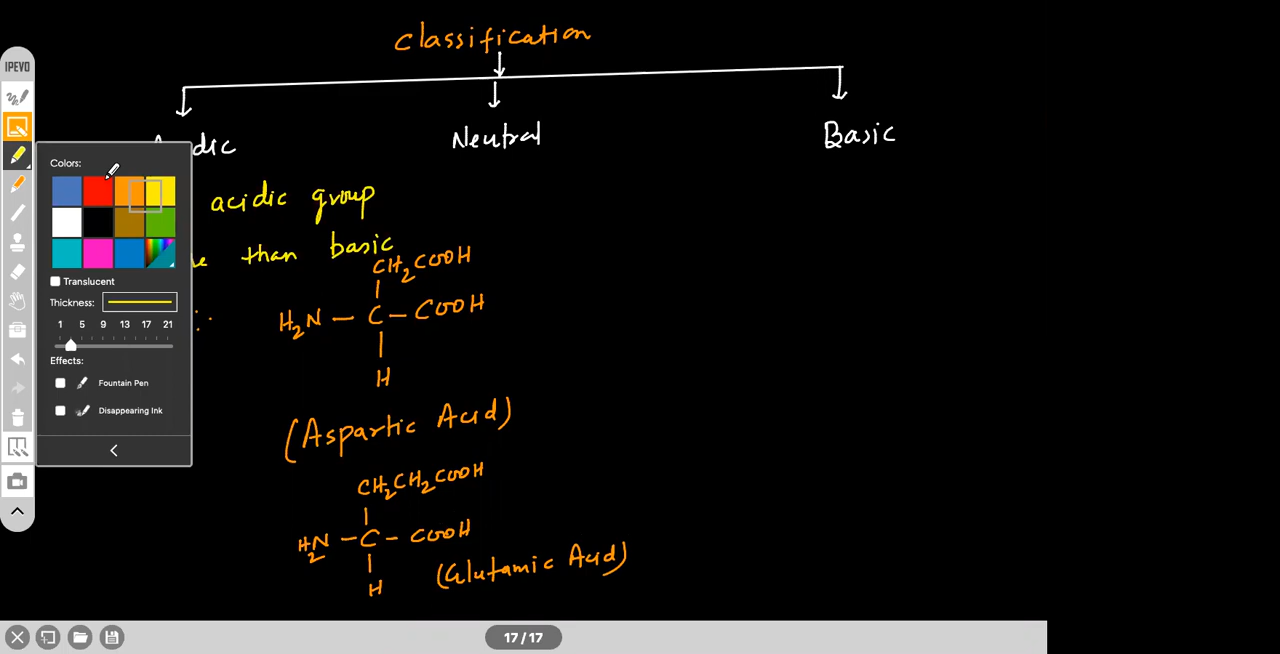 Classification
IPEVO
Neutral
Basic
Colors:
acidic group
than basic
CH2COOH
Translucent
Thickness:
H2N - C - COOH
1 5 9 13 17 21
H
Effects:
Fountain Pen
Disappearing Ink
(Aspartic Acid)
CH2CH2COOH
H2N - C - COOH
(Glutamic Acid)
H
17/17